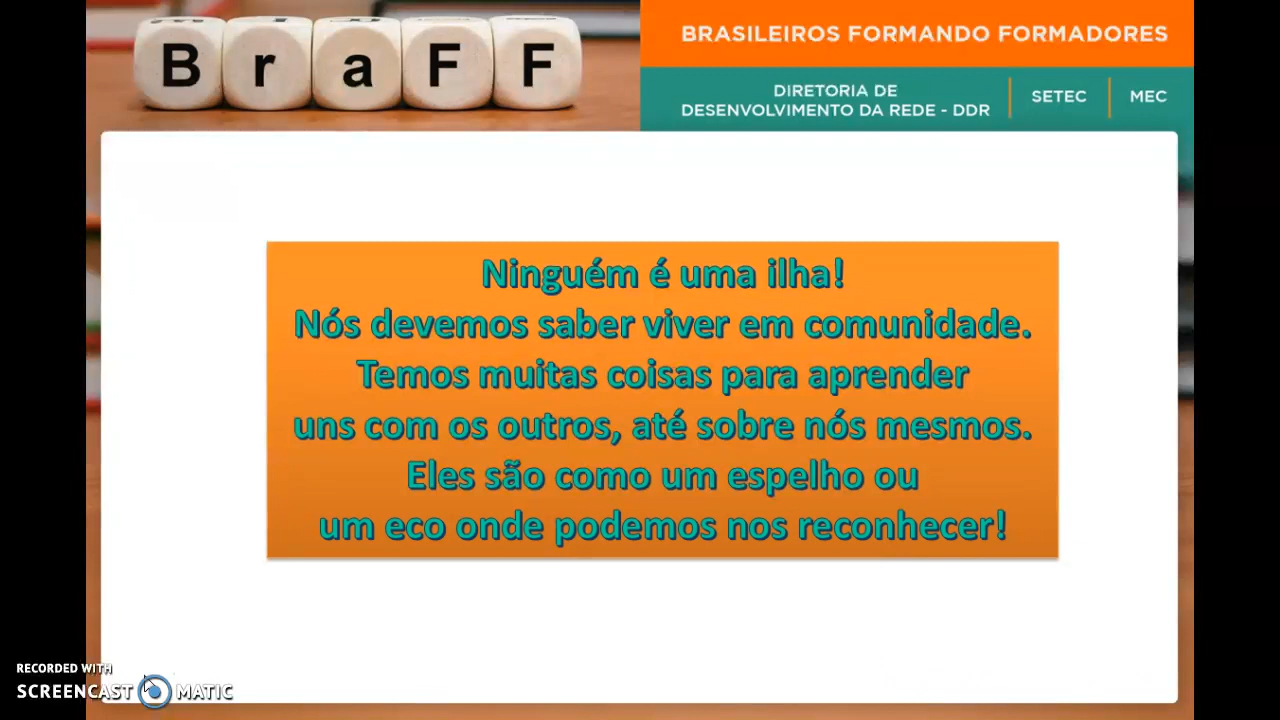 BraFF
BRASILEIROS FORMANDO FORMADORES
DIRETORIA DE
DESENVOLVIMENTO DA REDE - DDR
SETEC
MEC
Ninguém é uma ilha!
Nós devemos saber viver em comunidade.
Temos muitas coisas para aprender
uns com os outros, até sobre nós mesmos.
Eles são como um espelho ou
um eco onde podemos nos reconhecer!
RECORDED WITH
SCREENCAST MATIC